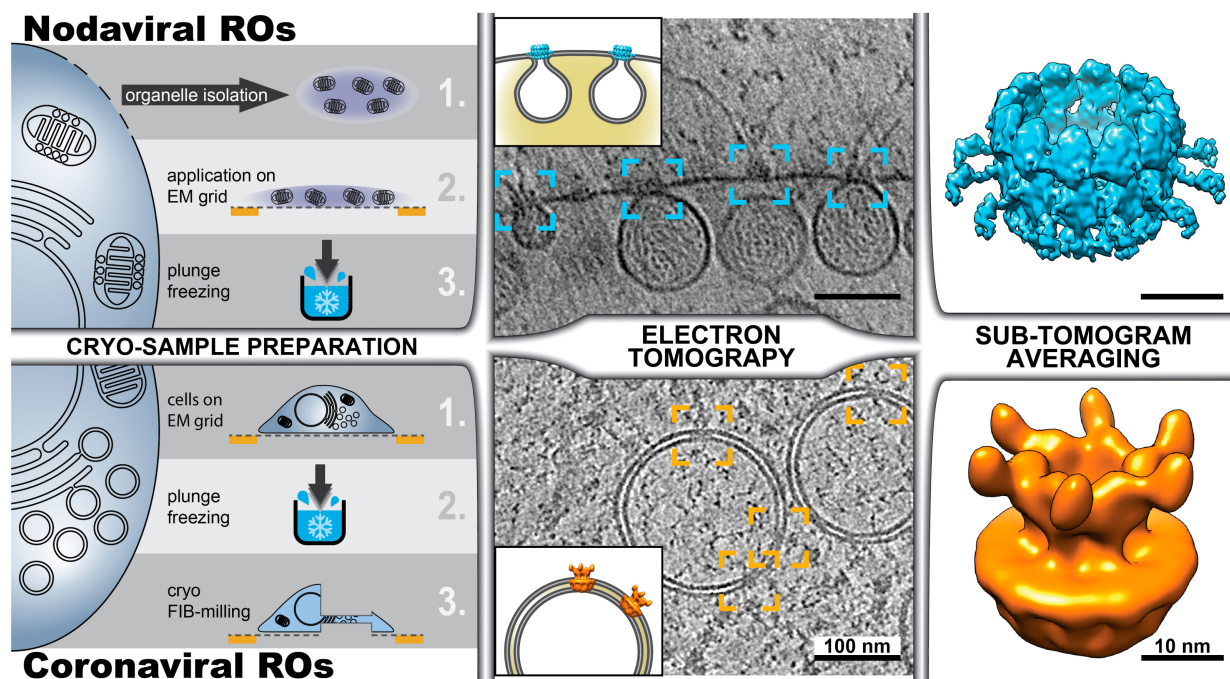 Nodaviral ROs
organelle isolation
1.
application on
EM grid
2.
plunge
freezing
3.
CRYO-SAMPLE PREPARATION
ELECTRON
TOMOGRAPY
SUB-TOMOGRAM
AVERAGING
cells on
EM grid
1.
plunge
freezing
2.
cryo
FIB-milling
3.
Coronaviral ROs
100 nm
10 nm